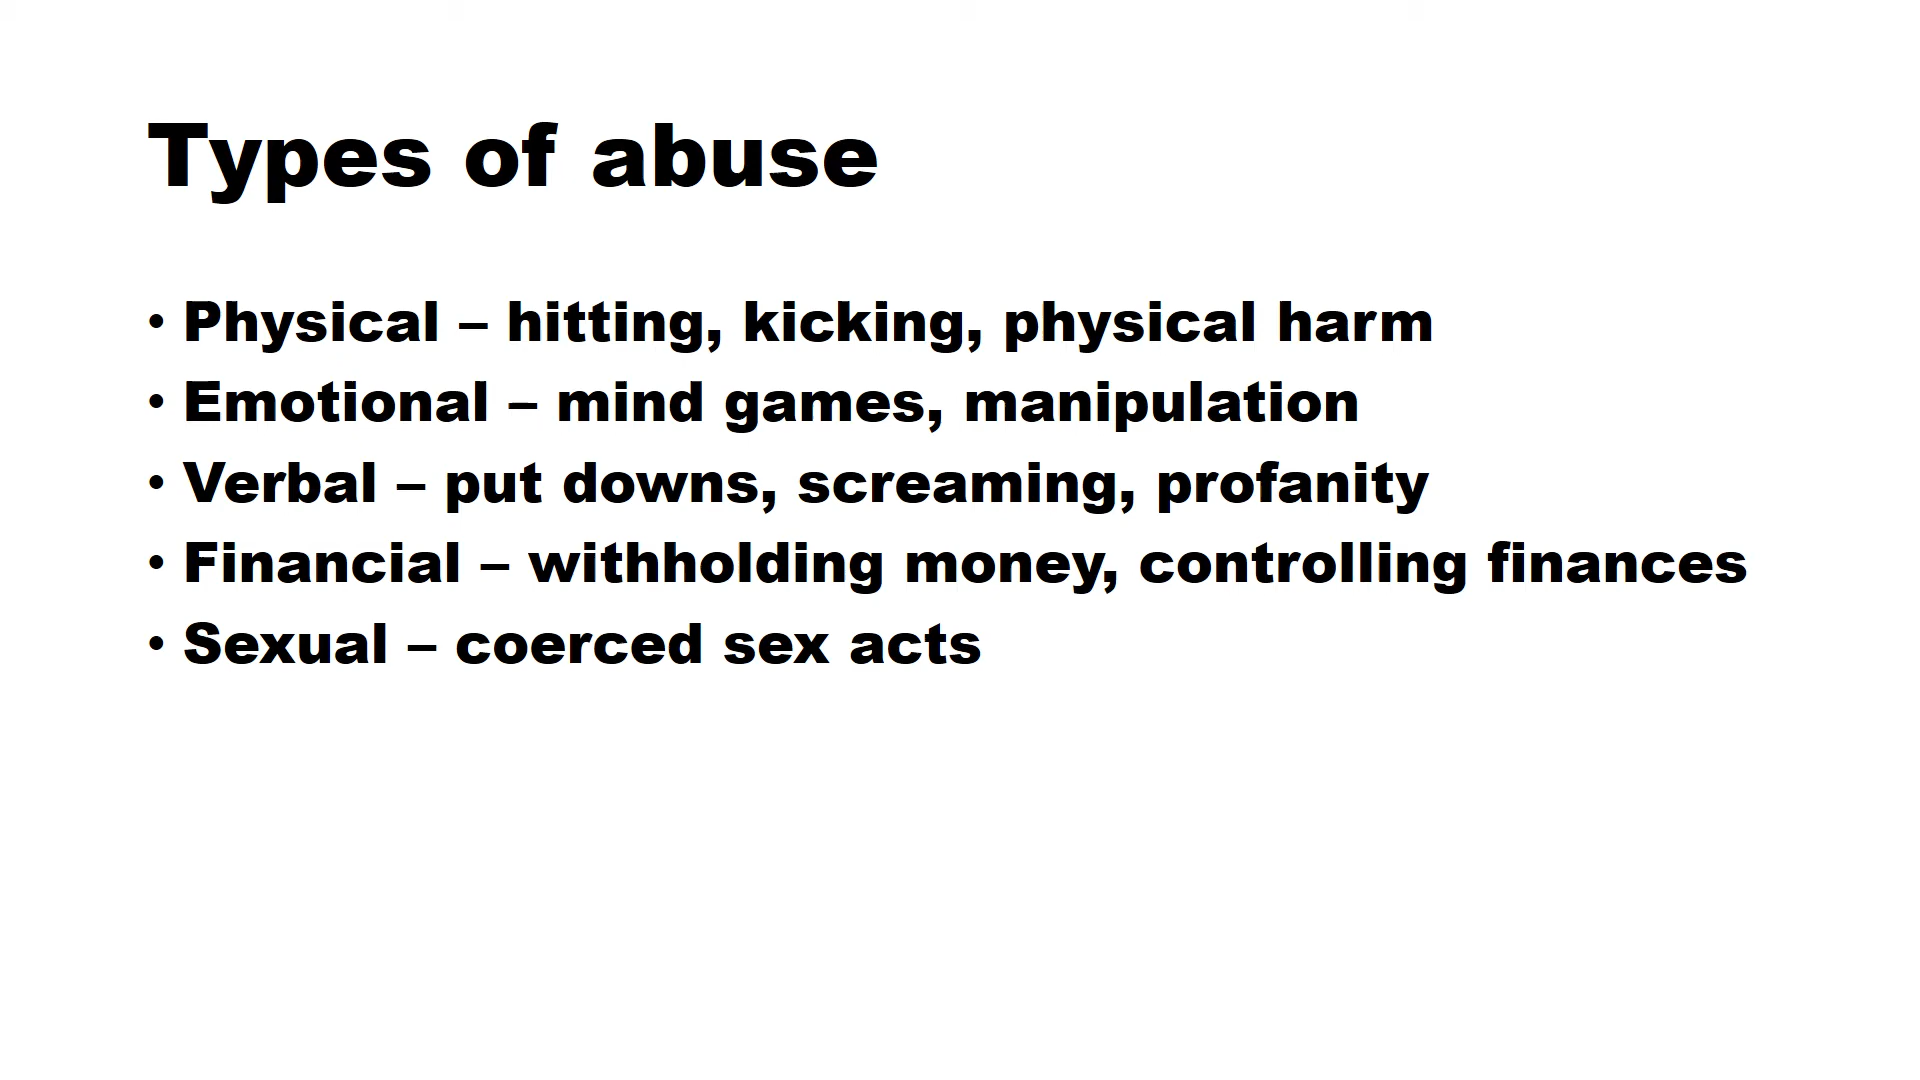 Types of abuse
• Physical – hitting, kicking, physical harm
• Emotional – mind games, manipulation
• Verbal – put downs, screaming, profanity
• Financial – withholding money, controlling finances
• Sexual – coerced sex acts